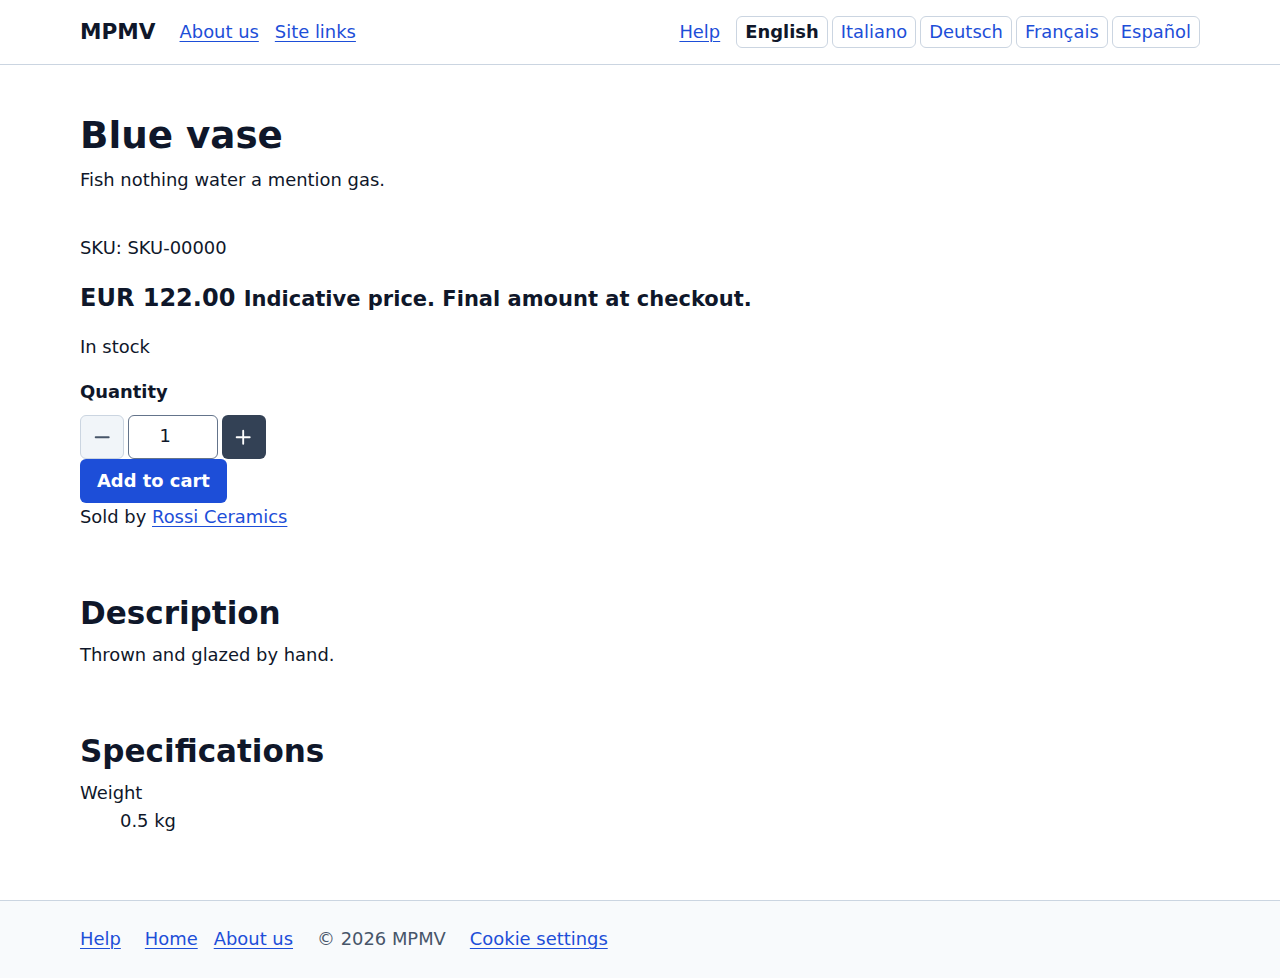 MPMV About us Site links Help English Italiano Deutsch Français Español
Blue vase
Fish nothing water a mention gas.
SKU: SKU-00000
EUR 122.00 Indicative price. Final amount at checkout.
In stock
Quantity
− 1 +
Add to cart
Sold by Rossi Ceramics
Description
Thrown and glazed by hand.
Specifications
Weight
0.5 kg
Help Home About us © 2026 MPMV Cookie settings